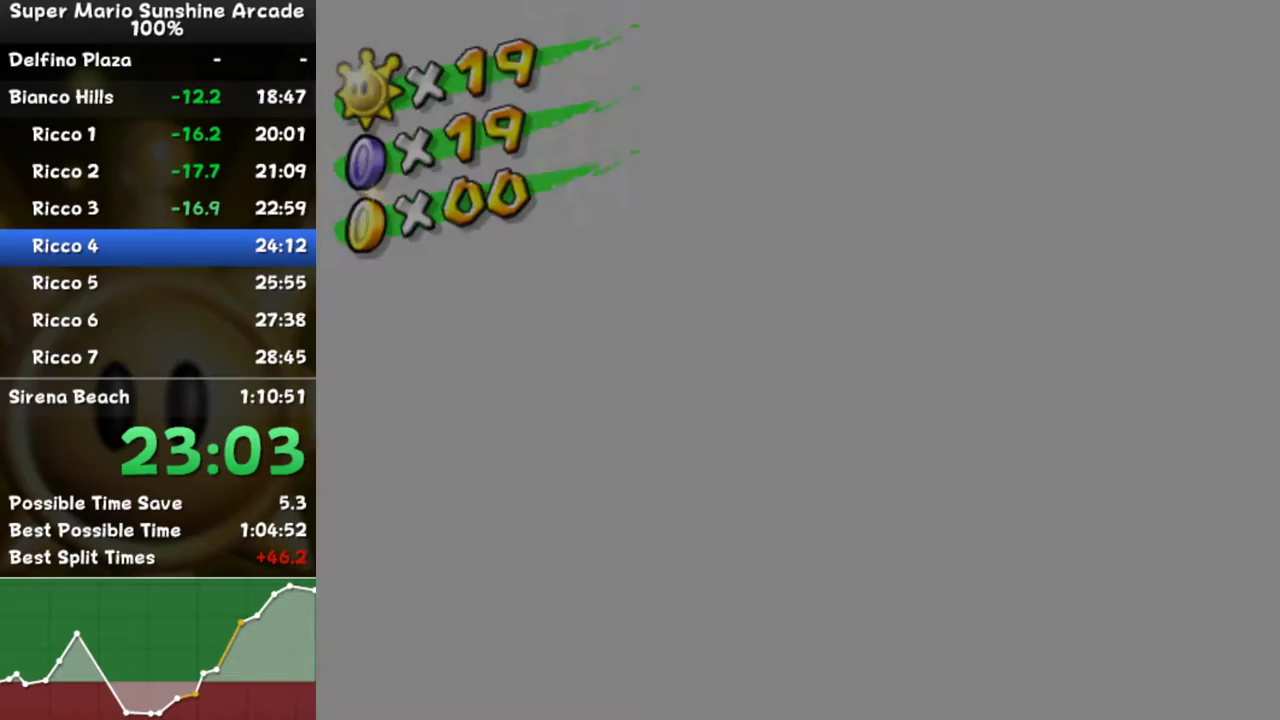 Super Mario Sunshine Arcade
100%
Delfino Plaza - -
Bianco Hills -12.2 18:47
Ricco 1 -16.2 20:01
Ricco 2 -17.7 21:09
Ricco 3 -16.9 22:59
Ricco 4 24:12
Ricco 5 25:55
Ricco 6 27:38
Ricco 7 28:45
Sirena Beach 1:10:51
23:03
Possible Time Save 5.3
Best Possible Time 1:04:52
Best Split Times +46.2
×19
×19
×00